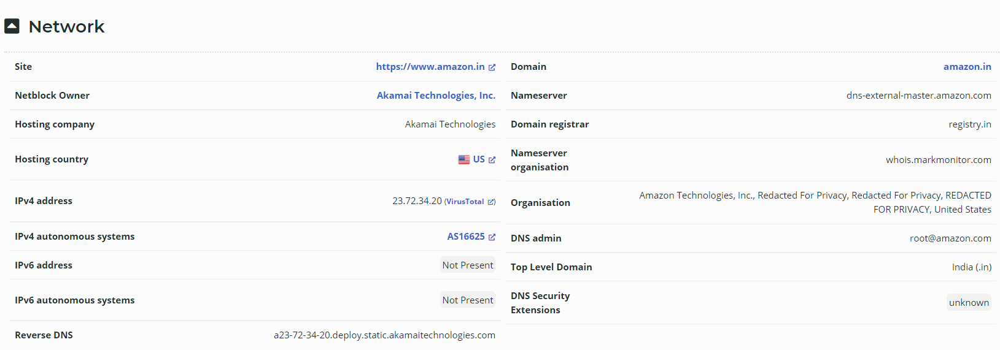 Network
Site https://www.amazon.in
Domain amazon.in
Netblock Owner Akamai Technologies, Inc.
Nameserver dns-external-master.amazon.com
Hosting company Akamai Technologies
Domain registrar registry.in
Hosting country US
Nameserver
organisation whois.markmonitor.com
IPv4 address 23.72.34.20 (VirusTotal )
Organisation Amazon Technologies, Inc., Redacted For Privacy, Redacted For Privacy, REDACTED
FOR PRIVACY, United States
IPv4 autonomous systems AS16625
DNS admin root@amazon.com
IPv6 address Not Present
Top Level Domain India (.in)
IPv6 autonomous systems Not Present
DNS Security
Extensions unknown
Reverse DNS a23-72-34-20.deploy.static.akamaitechnologies.com